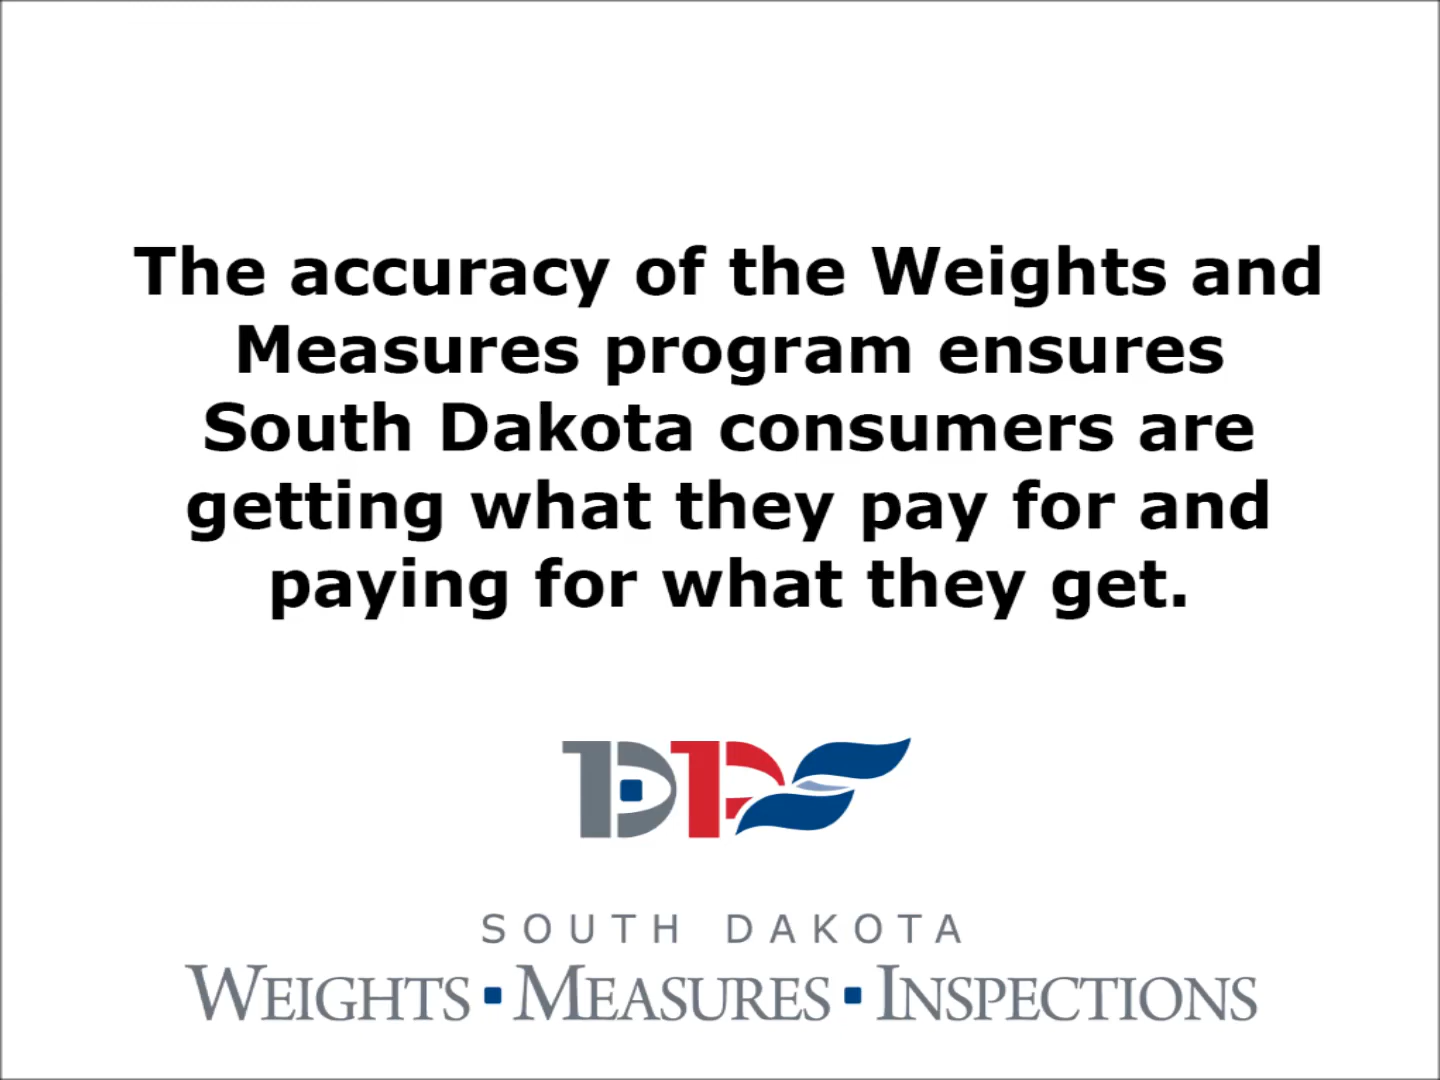 The accuracy of the Weights and
Measures program ensures
South Dakota consumers are
getting what they pay for and
paying for what they get.
DPS
SOUTH DAKOTA
WEIGHTS ▪ MEASURES ▪ INSPECTIONS